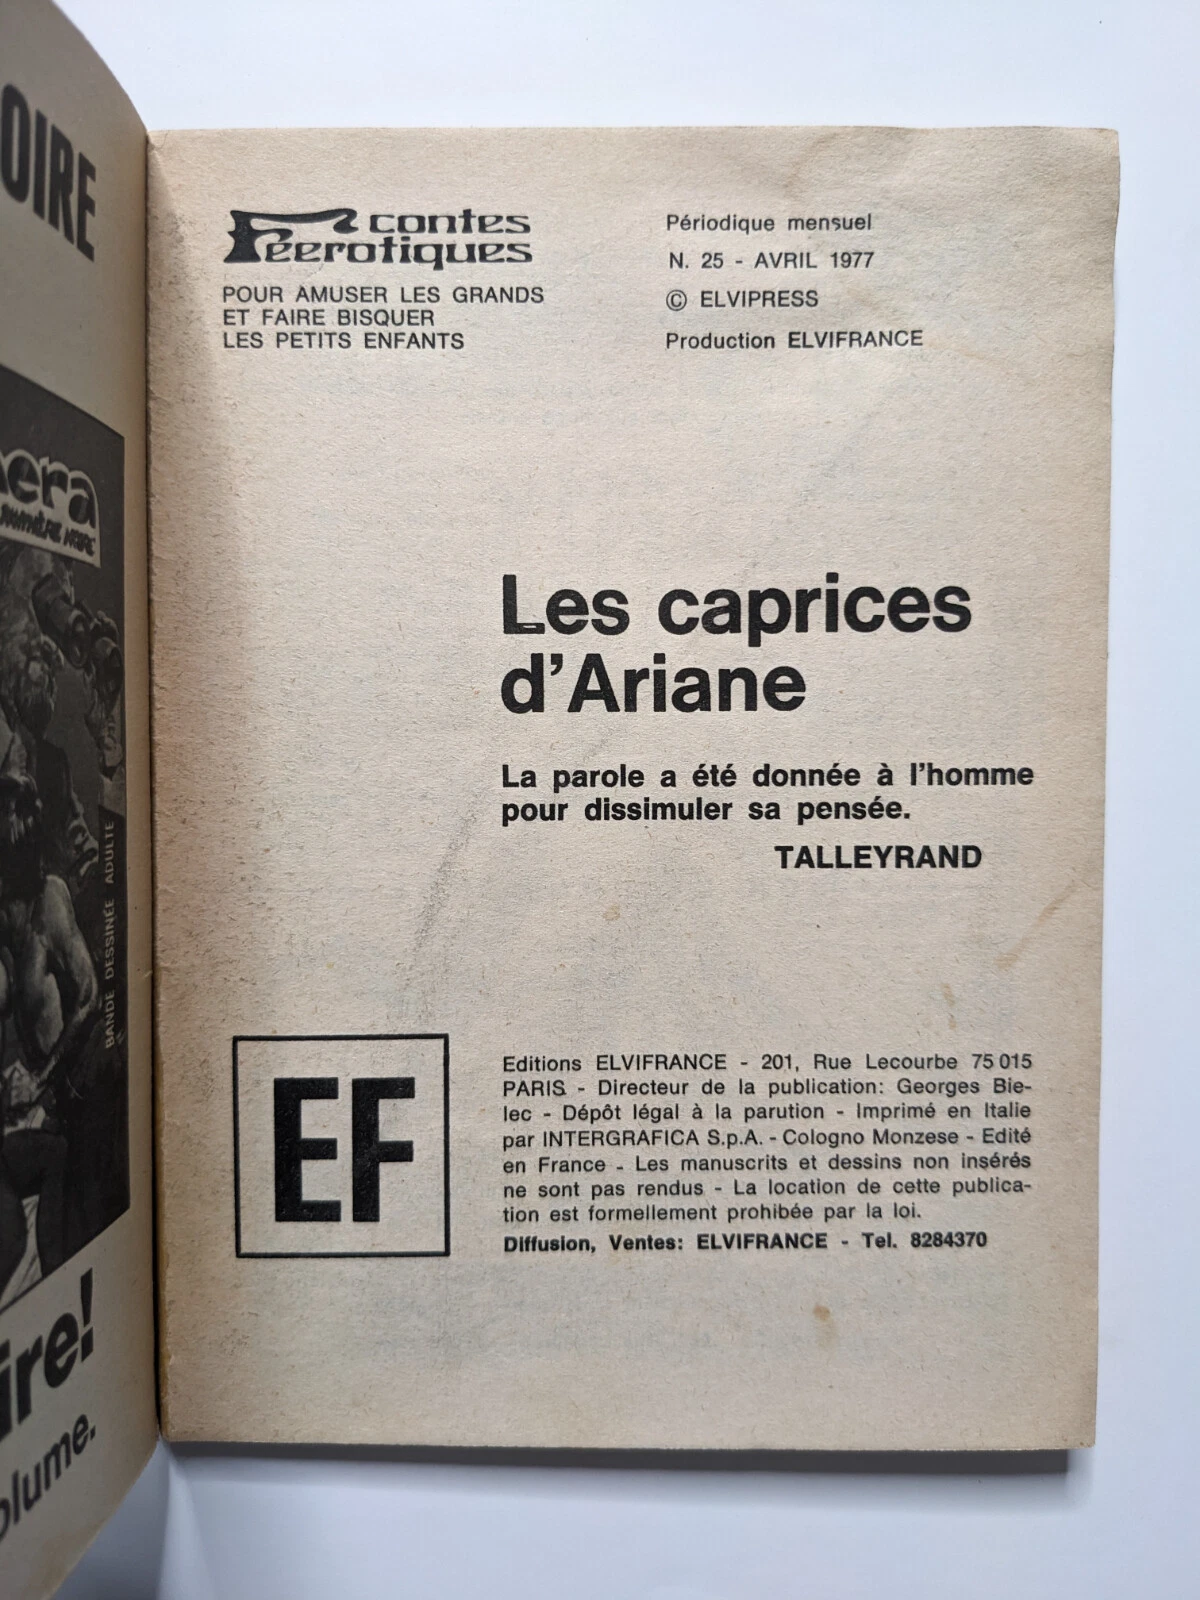 OIRE
BANDE DESSINÉE ADULTE
contes
Féerotiques
POUR AMUSER LES GRANDS
ET FAIRE BISQUER
LES PETITS ENFANTS
Périodique mensuel
N. 25 - AVRIL 1977
© ELVIPRESS
Production ELVIFRANCE
Les caprices
d'Ariane
La parole a été donnée à l'homme
pour dissimuler sa pensée.
TALLEYRAND
EF
Editions ELVIFRANCE - 201, Rue Lecourbe 75 015
PARIS - Directeur de la publication: Georges Bie-
lec - Dépôt légal à la parution - Imprimé en Italie
par INTERGRAFICA S.p.A. - Cologno Monzese - Edité
en France - Les manuscrits et dessins non insérés
ne sont pas rendus - La location de cette publica-
tion est formellement prohibée par la loi.
Diffusion, Ventes: ELVIFRANCE - Tel. 8284370
ire!
olume.